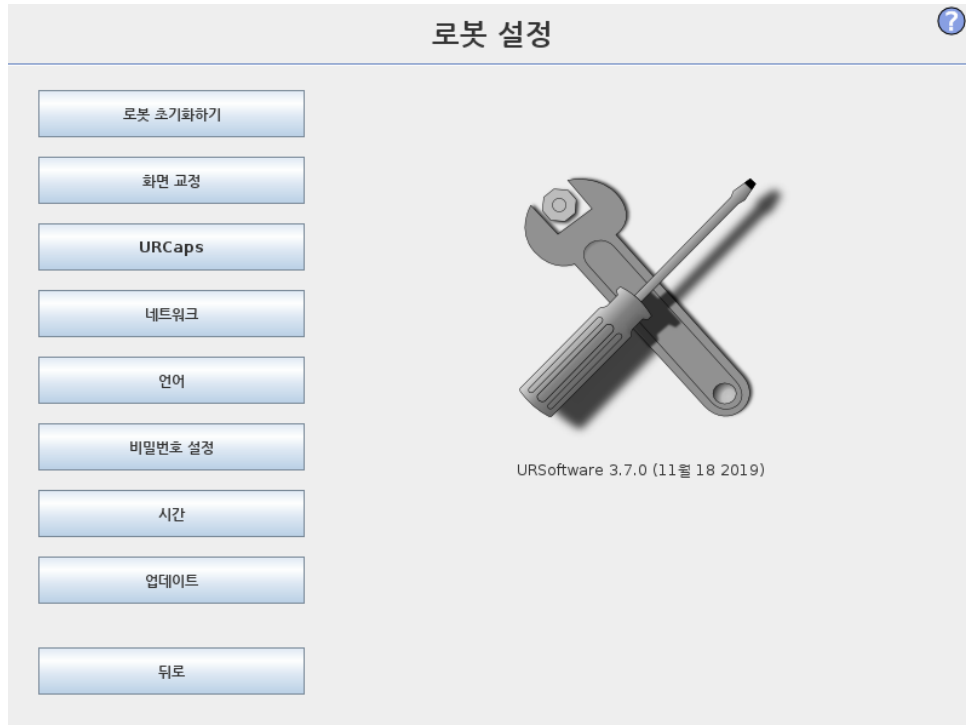 로봇 설정
?
로봇 초기화하기
화면 교정
URCaps
네트워크
언어
비밀번호 설정
시간
업데이트
뒤로
URSoftware 3.7.0 (11월 18 2019)